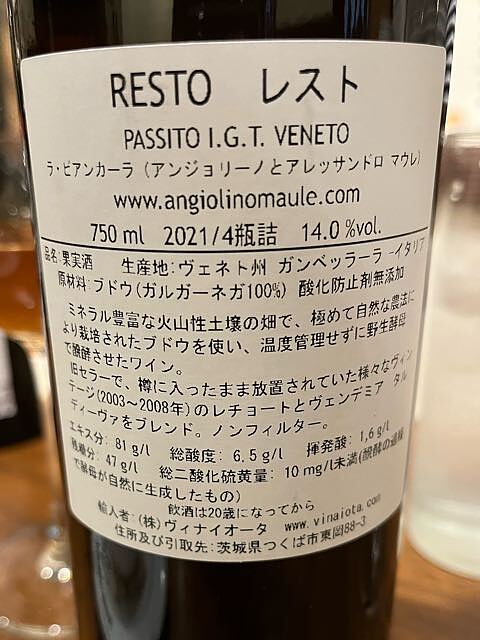 RESTO レスト
PASSITO I.G.T. VENETO
ラ・ビアンカーラ (アンジョリーノとアレッサンドロ マウレ)
www.angiolinomaule.com
750 ml 2021/4瓶詰 14.0 %vol.
品名:果実酒 生産地:ヴェネト州 ガンベッラーラ -イタリア
原材料:ブドウ(ガルガーネガ100%) 酸化防止剤無添加
ミネラル豊富な火山性土壌の畑で、極めて自然な農法に
より栽培されたブドウを使い、温度管理せずに野生酵母
で醗酵させたワイン。
旧セラーで、樽に入ったまま放置されていた様々なヴィン
テージ(2003~2008年)のレチョートとヴェンデミア タル
ディーヴァをブレンド。ノンフィルター。
エキス分: 81 g/l 総酸度: 6.5 g/l 揮発酸: 1,6 g/l
残糖分: 47 g/l 総二酸化硫黄量: 10 mg/l未満(醗酵の過程
で酵母が自然に生成したもの)
飲酒は20歳になってから
輸入者:(株)ヴィナイオータ www.vinaiota.com
住所及び引取先:茨城県つくば市東岡88-3